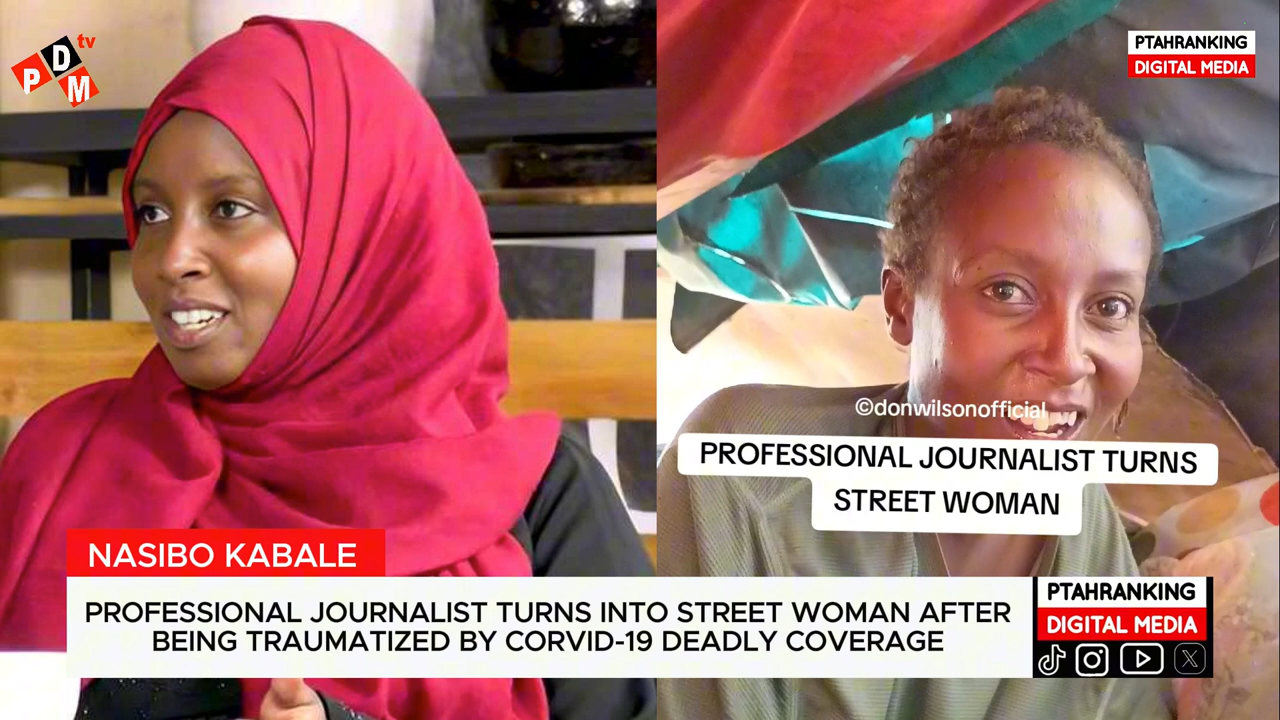 PDM tv
PTAHRANKING
DIGITAL MEDIA
©donwilsonofficial
PROFESSIONAL JOURNALIST TURNS
STREET WOMAN
NASIBO KABALE
PROFESSIONAL JOURNALIST TURNS INTO STREET WOMAN AFTER
BEING TRAUMATIZED BY CORVID-19 DEADLY COVERAGE
PTAHRANKING
DIGITAL MEDIA